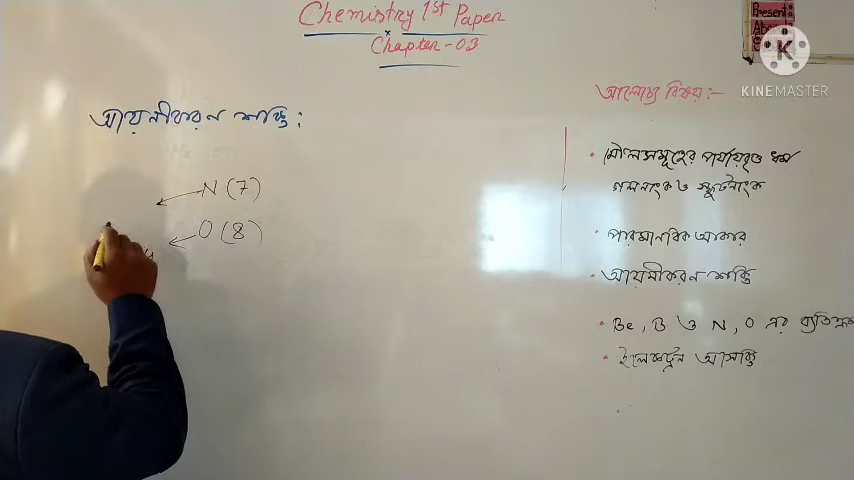 Chemistry 1st Paper
Chapter-03
Present:
KINEMASTER
আয়নীকরণ শক্তি:
N (7)
O (8)
আলোচ্য বিষয়:-
• মৌলসমূহের পর্যায়বৃত্ত ধর্ম
গলনাংক ও স্ফুটনাংক
• পারমানবিক আকার
• আয়নীকরণ শক্তি
• Be, B ও N, O এর ব্যতিক্রম
• ইলেকট্রন আসক্তি